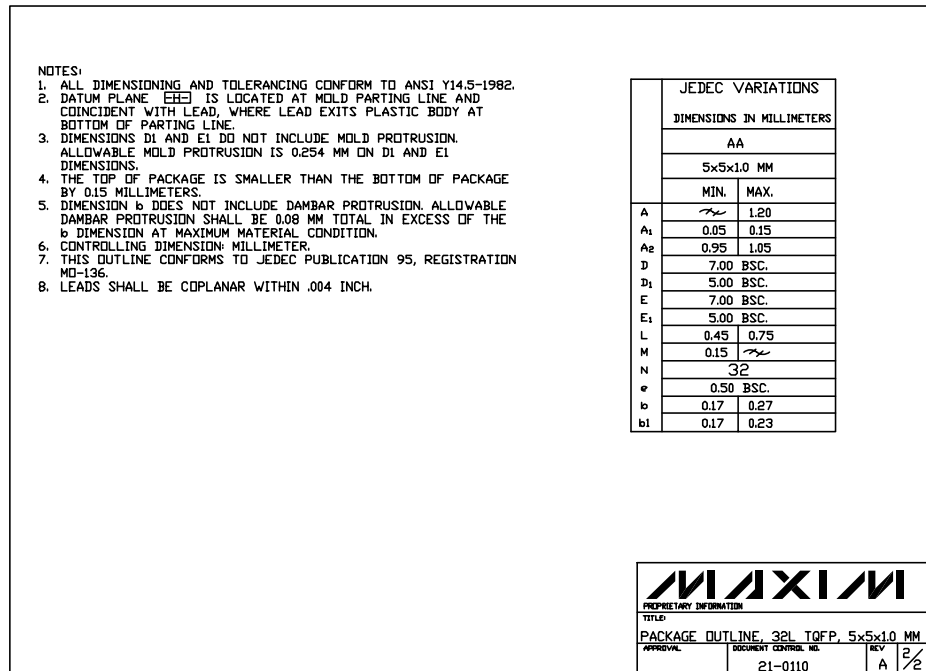 NOTES:
1. ALL DIMENSIONING AND TOLERANCING CONFORM TO ANSI Y14.5-1982.
2. DATUM PLANE -H- IS LOCATED AT MOLD PARTING LINE AND
COINCIDENT WITH LEAD, WHERE LEAD EXITS PLASTIC BODY AT
BOTTOM OF PARTING LINE.
3. DIMENSIONS D1 AND E1 DO NOT INCLUDE MOLD PROTRUSION.
ALLOWABLE MOLD PROTRUSION IS 0.254 MM ON D1 AND E1
DIMENSIONS.
4. THE TOP OF PACKAGE IS SMALLER THAN THE BOTTOM OF PACKAGE
BY 0.15 MILLIMETERS.
5. DIMENSION b DOES NOT INCLUDE DAMBAR PROTRUSION. ALLOWABLE
DAMBAR PROTRUSION SHALL BE 0.08 MM TOTAL IN EXCESS OF THE
b DIMENSION AT MAXIMUM MATERIAL CONDITION.
6. CONTROLLING DIMENSION: MILLIMETER.
7. THIS OUTLINE CONFORMS TO JEDEC PUBLICATION 95, REGISTRATION
MO-136.
8. LEADS SHALL BE COPLANAR WITHIN .004 INCH.
JEDEC VARIATIONS
DIMENSIONS IN MILLIMETERS
AA
5x5x1.0 MM
MIN. MAX.
A 1.20
A1 0.05 0.15
A2 0.95 1.05
D 7.00 BSC.
D1 5.00 BSC.
E 7.00 BSC.
E1 5.00 BSC.
L 0.45 0.75
M 0.15
N 32
e 0.50 BSC.
b 0.17 0.27
b1 0.17 0.23
MAXIM
PROPRIETARY INFORMATION
TITLE:
PACKAGE OUTLINE, 32L TQFP, 5x5x1.0 MM
APPROVAL DOCUMENT CONTROL NO. REV
21-0110 A 2/2